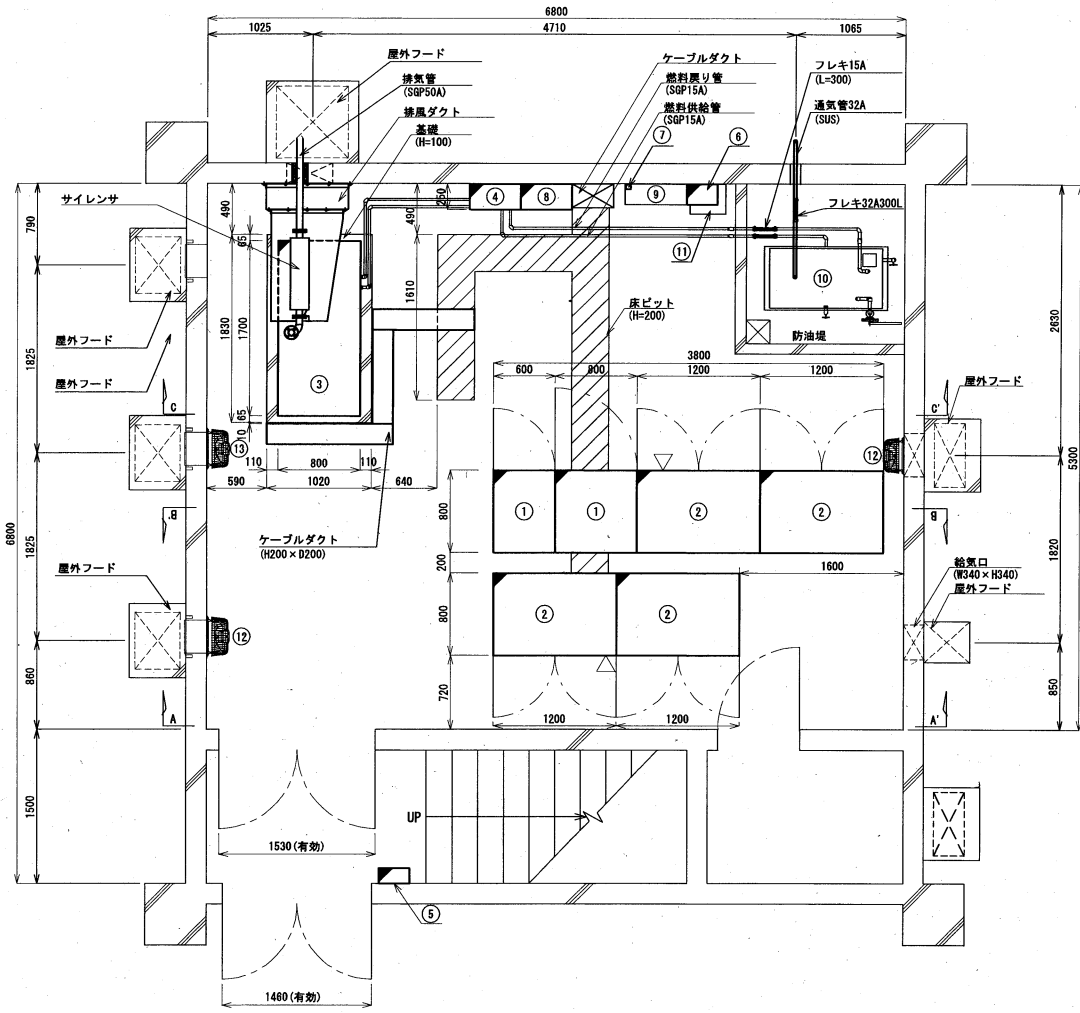 6800
1025
4710
1065
屋外フード
排気管
(SGP50A)
排風ダクト
基礎
(H=100)
ケーブルダクト
燃料戻り管
(SGP15A)
燃料供給管
(SGP15A)
フレキ15A
(L=300)
通気管32A
(SUS)
フレキ32A300L
サイレンサ
⑦
⑥
④
⑧
⑨
⑪
⑩
250
490
490
65
790
1830
1700
1610
65
10
③
床ピット
(H=200)
防油堤
2630
屋外フード
屋外フード
1825
3800
600
800
1200
1200
屋外フード
C
C'
⑬
⑫
110
800
110
590
1020
640
5300
6800
①
①
②
②
800
B'
B
ケーブルダクト
(H200×D200)
1825
200
1600
1820
給気口
(W340×H340)
屋外フード
屋外フード
②
②
800
⑫
860
720
850
A
A'
1200
1200
1500
UP
1530(有効)
⑤
1460(有効)